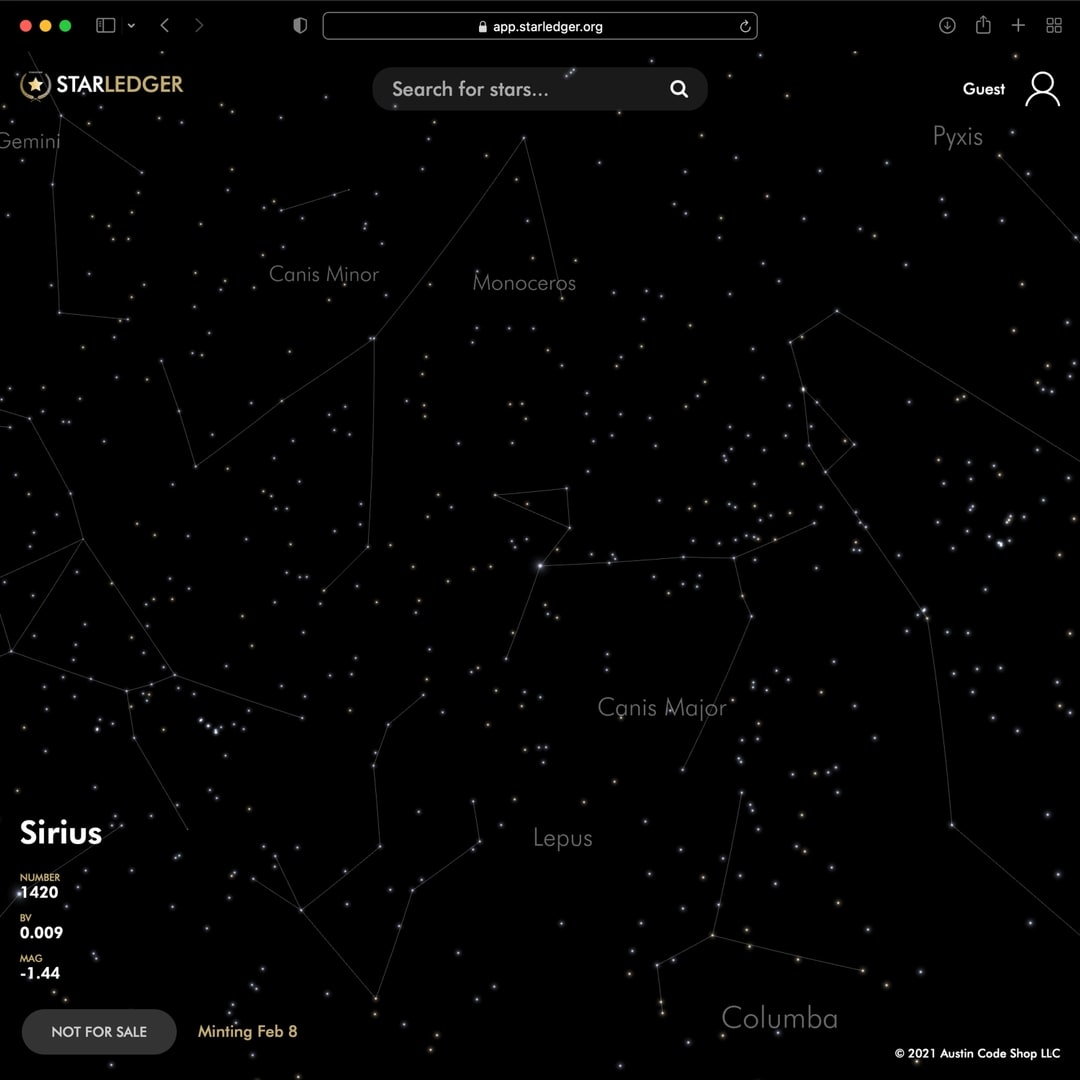 app.starledger.org
STARLEDGER
Search for stars...
Guest
Gemini
Pyxis
Canis Minor
Monoceros
Canis Major
Sirius
Lepus
NUMBER
1420
BV
0.009
MAG
-1.44
Columba
NOT FOR SALE
Minting Feb 8
© 2021 Austin Code Shop LLC